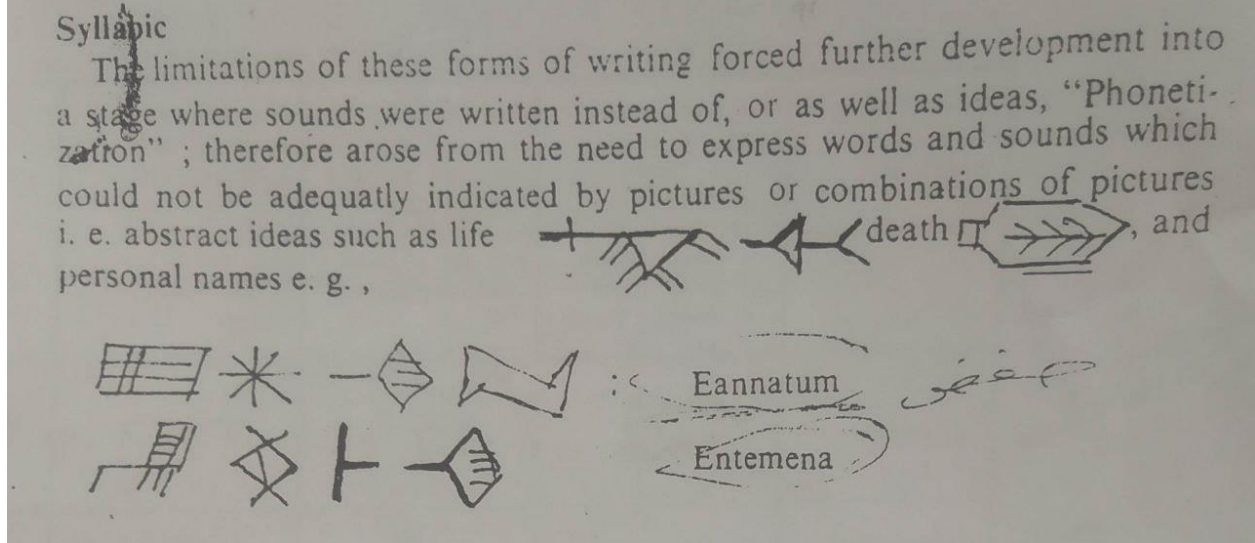 Syllabic
The limitations of these forms of writing forced further development into
a stage where sounds were written instead of, or as well as ideas, “Phoneti-
zation” ; therefore arose from the need to express words and sounds which
could not be adequatly indicated by pictures or combinations of pictures
i. e. abstract ideas such as life death , and
personal names e. g. ,
: Eannatum
Entemena